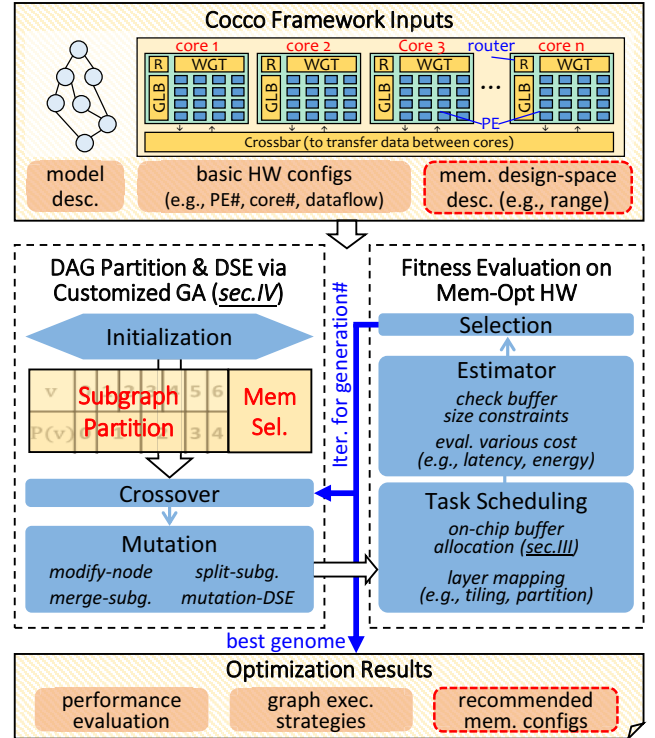 Cocco Framework Inputs
core 1
core 2
Core 3
router
core n
R
WGT
R
WGT
R
WGT
R
WGT
GLB
GLB
GLB
...
GLB
PE
Crossbar (to transfer data between cores)
model
desc.
basic HW configs
(e.g., PE#, core#, dataflow)
mem. design-space
desc. (e.g., range)
DAG Partition & DSE via
Customized GA (sec.IV)
Initialization
v
5
6
P(v)
3
4
Subgraph
Partition
Mem
Sel.
Crossover
Mutation
modify-node
split-subg.
merge-subg.
mutation-DSE
Iter. for generation#
Fitness Evaluation on
Mem-Opt HW
Selection
Estimator
check buffer
size constraints
eval. various cost
(e.g., latency, energy)
Task Scheduling
on-chip buffer
allocation (sec.III)
layer mapping
(e.g., tiling, partition)
best genome
Optimization Results
performance
evaluation
graph exec.
strategies
recommended
mem. configs